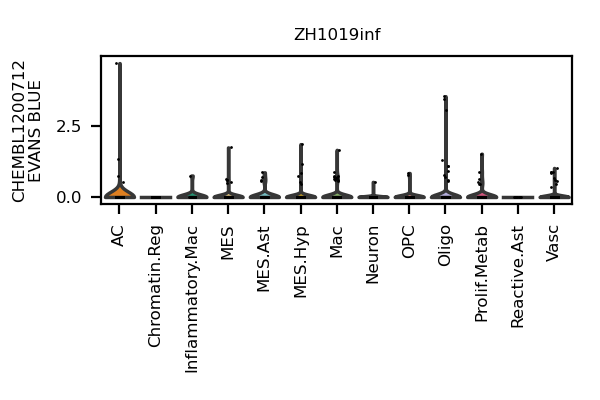 ZH1019inf
CHEMBL1200712
EVANS BLUE
2.5
0.0
AC
Chromatin.Reg
Inflammatory.Mac
MES
MES.Ast
MES.Hyp
Mac
Neuron
OPC
Oligo
Prolif.Metab
Reactive.Ast
Vasc